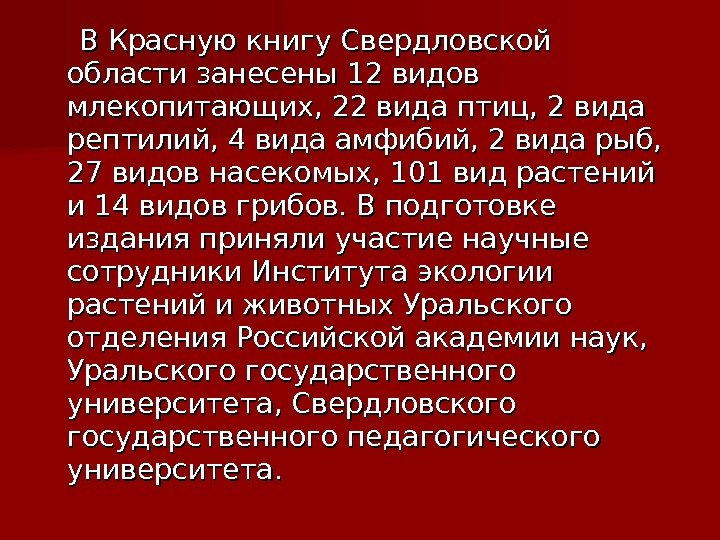 В Красную книгу Свердловской
области занесены 12 видов
млекопитающих, 22 вида птиц, 2 вида
рептилий, 4 вида амфибий, 2 вида рыб,
27 видов насекомых, 101 вид растений
и 14 видов грибов. В подготовке
издания приняли участие научные
сотрудники Института экологии
растений и животных Уральского
отделения Российской академии наук,
Уральского государственного
университета, Свердловского
государственного педагогического
университета.